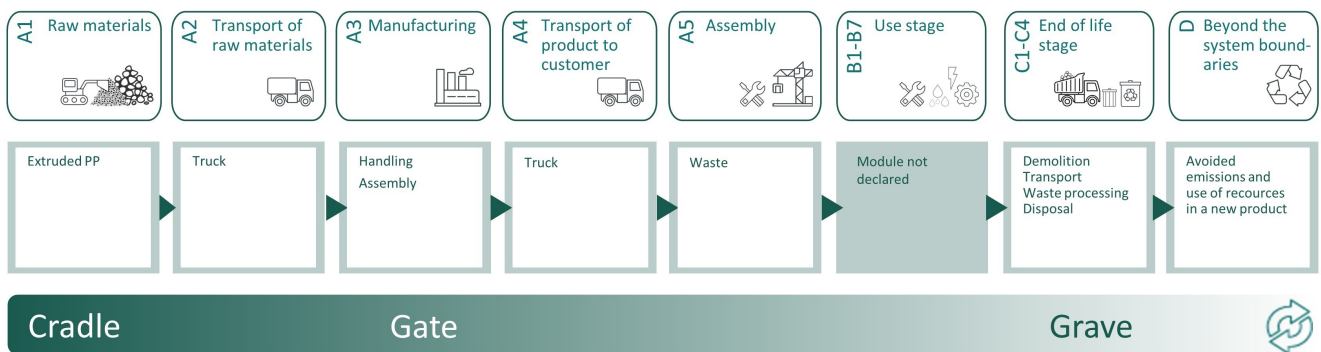 A1
Raw materials
A2
Transport of
raw materials
A3
Manufacturing
A4
Transport of
product to
customer
A5
Assembly
B1-B7
Use stage
C1-C4
End of life
stage
D
Beyond the
system bound-
aries
Extruded PP
Truck
Handling
Assembly
Truck
Waste
Module not
declared
Demolition
Transport
Waste processing
Disposal
Avoided
emissions and
use of recources
in a new product
Cradle
Gate
Grave